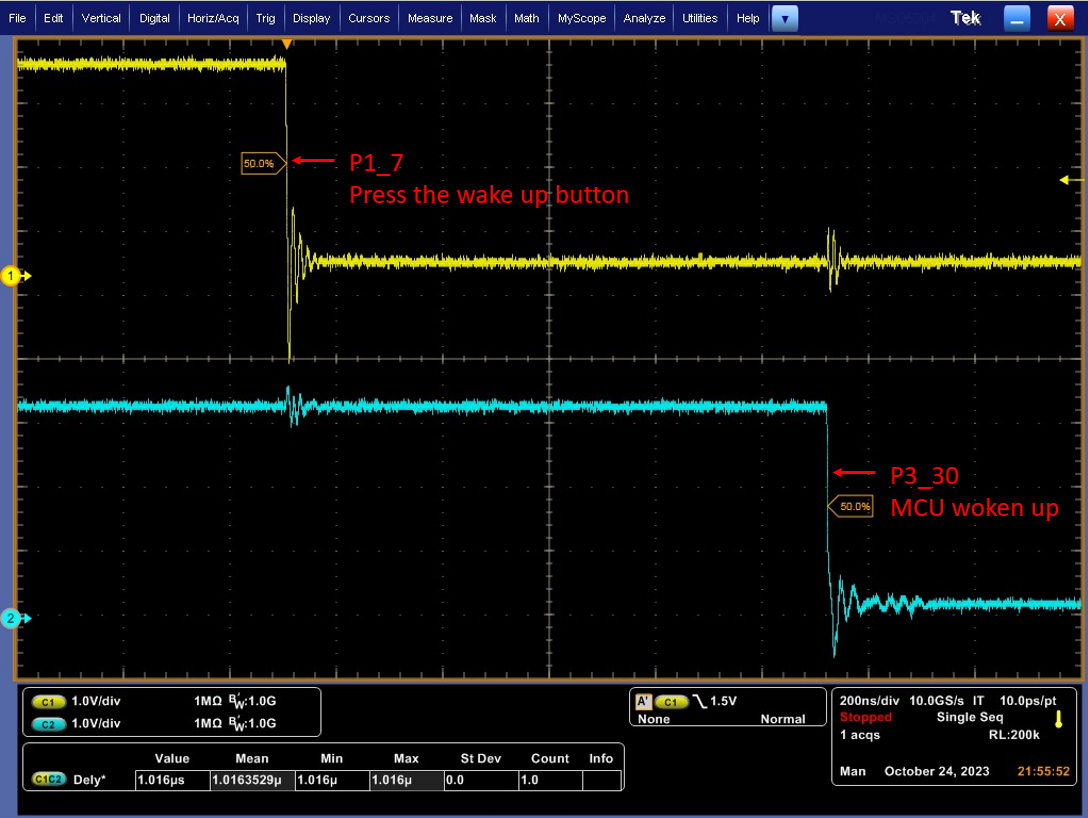 File Edit Vertical Digital Horiz/Acq Trig Display Cursors Measure Mask Math MyScope Analyze Utilities Help Tek X
50.0%
P1_7
Press the wake up button
1
P3_30
50.0%
MCU woken up
2
C1 1.0V/div 1MΩ BW:1.0G
C2 1.0V/div 1MΩ BW:1.0G
A' C1 1.5V
None Normal
200ns/div 10.0GS/s IT 10.0ps/pt
Stopped Single Seq
1 acqs RL:200k
Man October 24, 2023 21:55:52
Value Mean Min Max St Dev Count Info
C1C2 Dely* 1.016µs 1.0163529µ 1.016µ 1.016µ 0.0 1.0